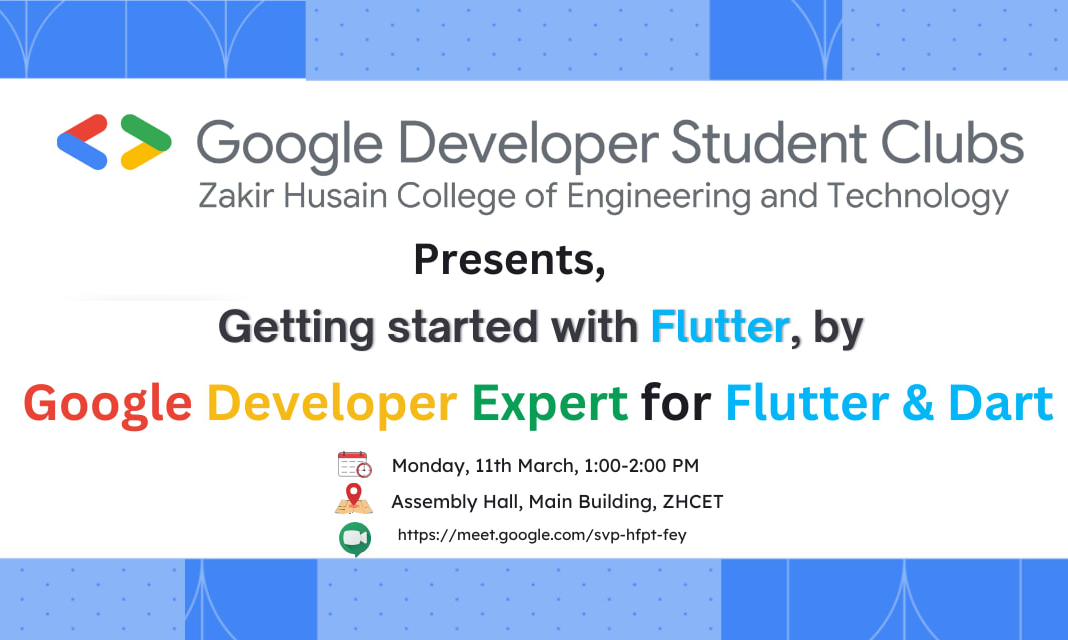 Google Developer Student Clubs
Zakir Husain College of Engineering and Technology
Presents,
Getting started with Flutter, by
Google Developer Expert for Flutter & Dart
Monday, 11th March, 1:00-2:00 PM
Assembly Hall, Main Building, ZHCET
https://meet.google.com/svp-hfpt-fey